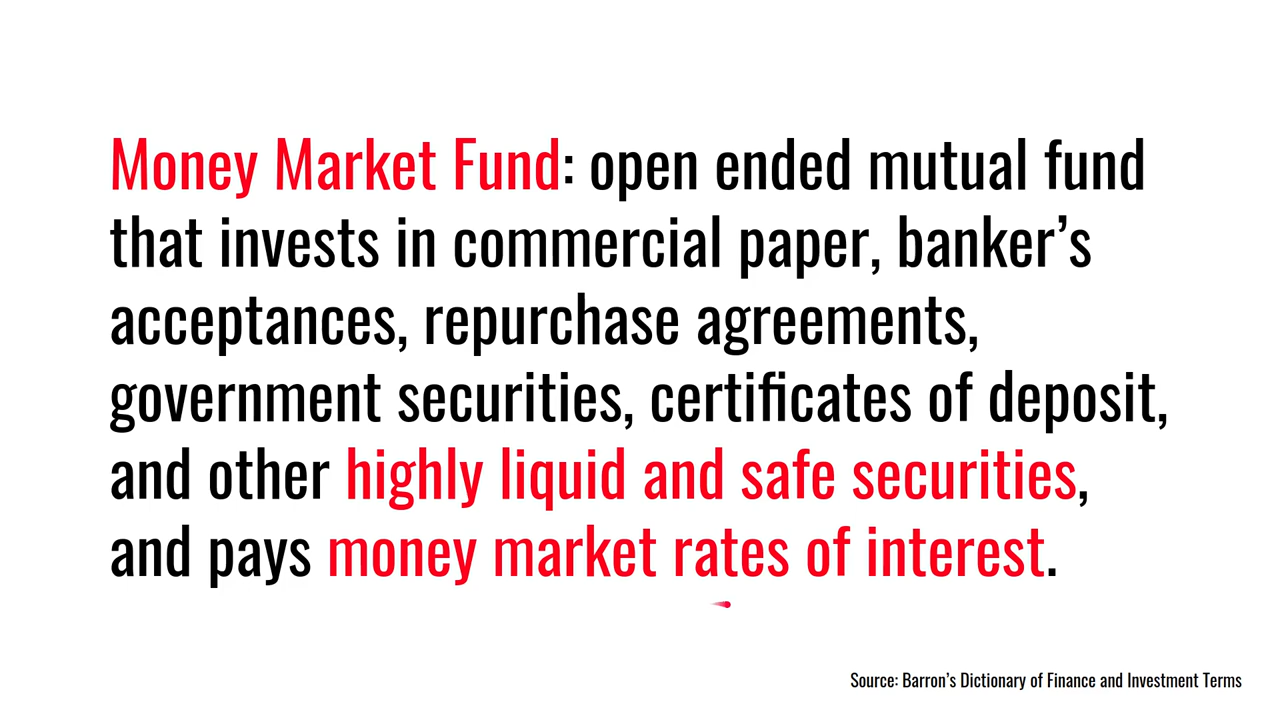 Money Market Fund: open ended mutual fund
that invests in commercial paper, banker’s
acceptances, repurchase agreements,
government securities, certificates of deposit,
and other highly liquid and safe securities,
and pays money market rates of interest.
Source: Barron’s Dictionary of Finance and Investment Terms